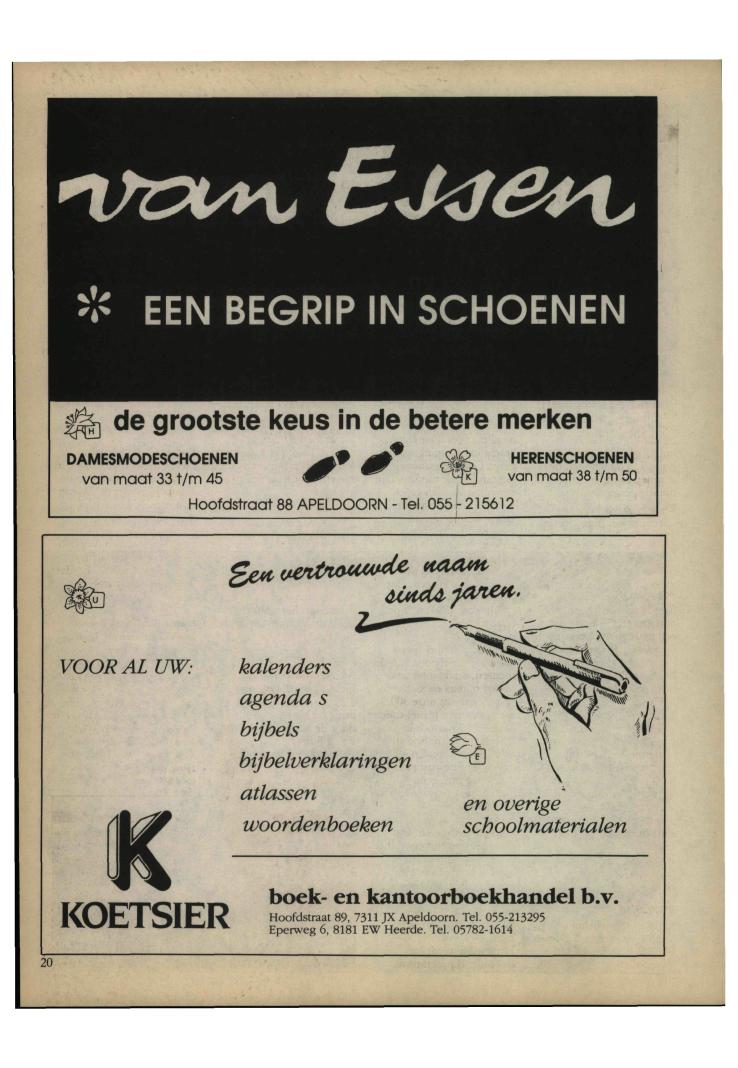 van Essen
* EEN BEGRIP IN SCHOENEN
H
de grootste keus in de betere merken
DAMESMODESCHOENEN
van maat 33 t/m 45
K
HERENSCHOENEN
van maat 38 t/m 50
Hoofdstraat 88 APELDOORN - Tel. 055 - 215612
Een vertrouwde naam
sinds jaren.
U
VOOR AL UW:
kalenders
agenda s
bijbels
bijbelverklaringen
atlassen
woordenboeken
E
en overige
schoolmaterialen
K
KOETSIER
boek- en kantoorboekhandel b.v.
Hoofdstraat 89, 7311 JX Apeldoorn. Tel. 055-213295
Eperweg 6, 8181 EW Heerde. Tel. 05782-1614
20